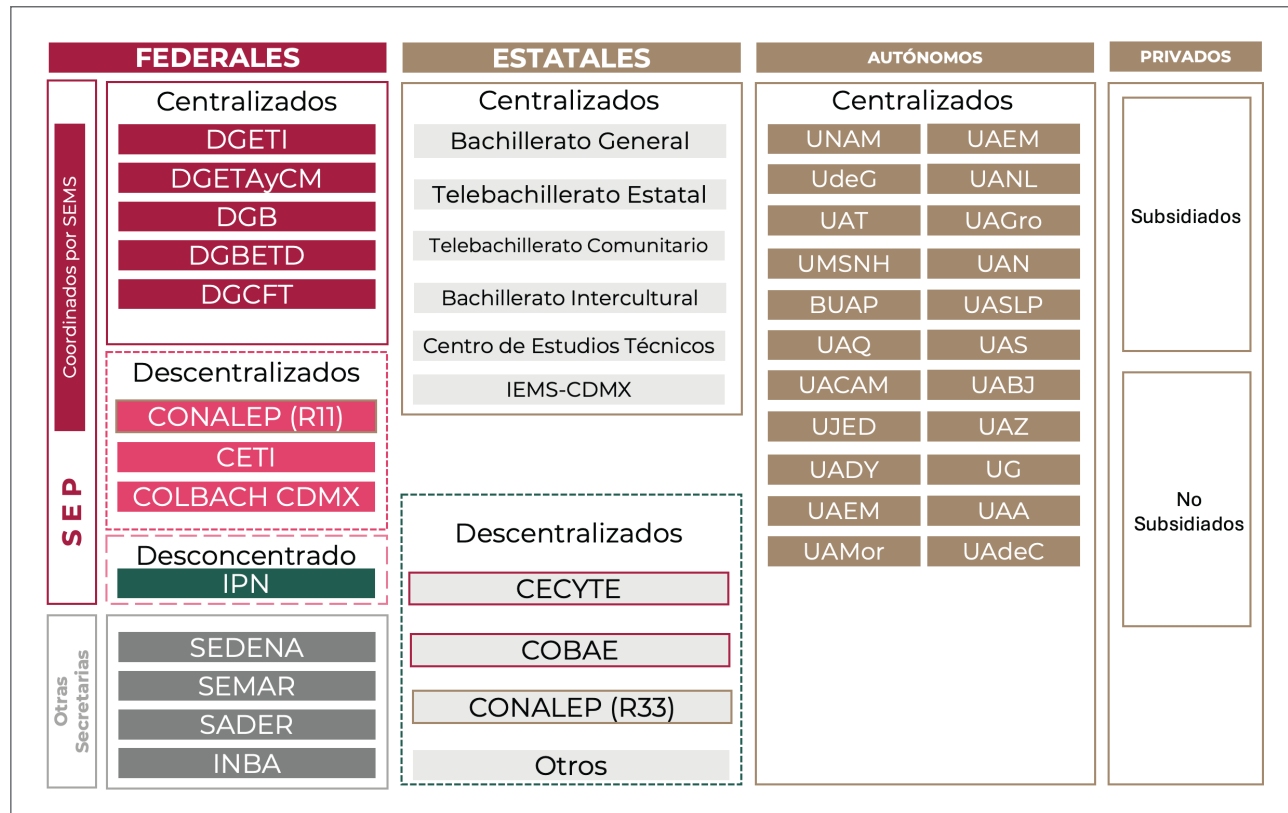 FEDERALES
SEP
Coordinados por SEMS
Centralizados
DGETI
DGETAyCM
DGB
DGBETD
DGCFT
Descentralizados
CONALEP (R11)
CETI
COLBACH CDMX
Desconcentrado
IPN
Otras
Secretarias
SEDENA
SEMAR
SADER
INBA
ESTATALES
Centralizados
Bachillerato General
Telebachillerato Estatal
Telebachillerato Comunitario
Bachillerato Intercultural
Centro de Estudios Técnicos
IEMS-CDMX
Descentralizados
CECYTE
COBAE
CONALEP (R33)
Otros
AUTÓNOMOS
Centralizados
UNAM
UAEM
UdeG
UANL
UAT
UAGro
UMSNH
UAN
BUAP
UASLP
UAQ
UAS
UACAM
UABJ
UJED
UAZ
UADY
UG
UAEM
UAA
UAMor
UAdeC
PRIVADOS
Subsidiados
No
Subsidiados